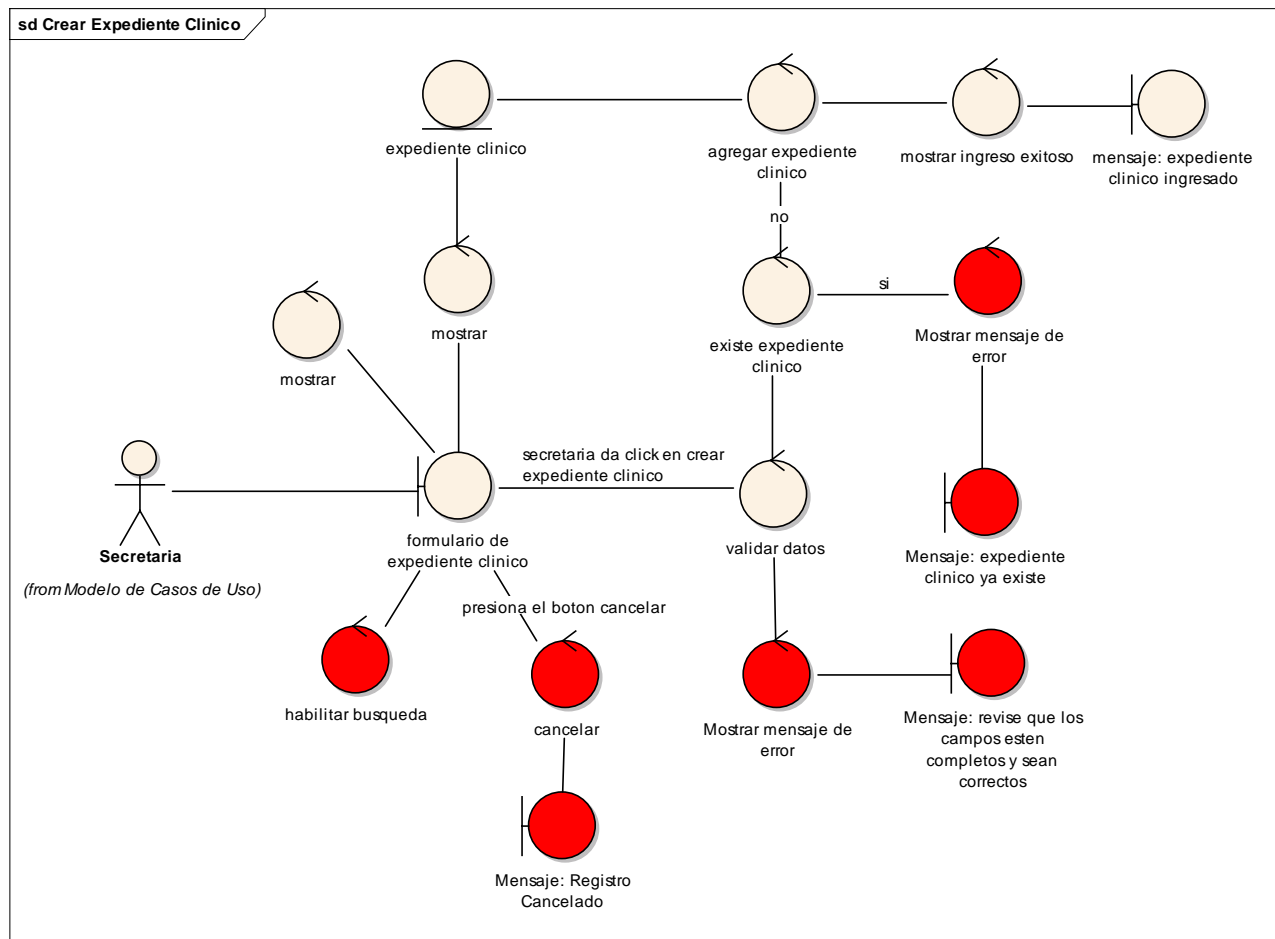 sd Crear Expediente Clinico
expediente clinico
agregar expediente
clinico
mostrar ingreso exitoso
mensaje: expediente
clinico ingresado
no
mostrar
mostrar
existe expediente
clinico
si
Mostrar mensaje de
error
secretaria da click en crear
expediente clinico
Secretaria
(from Modelo de Casos de Uso)
formulario de
expediente clinico
validar datos
Mensaje: expediente
clinico ya existe
presiona el boton cancelar
habilitar busqueda
cancelar
Mostrar mensaje de
error
Mensaje: revise que los
campos esten
completos y sean
correctos
Mensaje: Registro
Cancelado